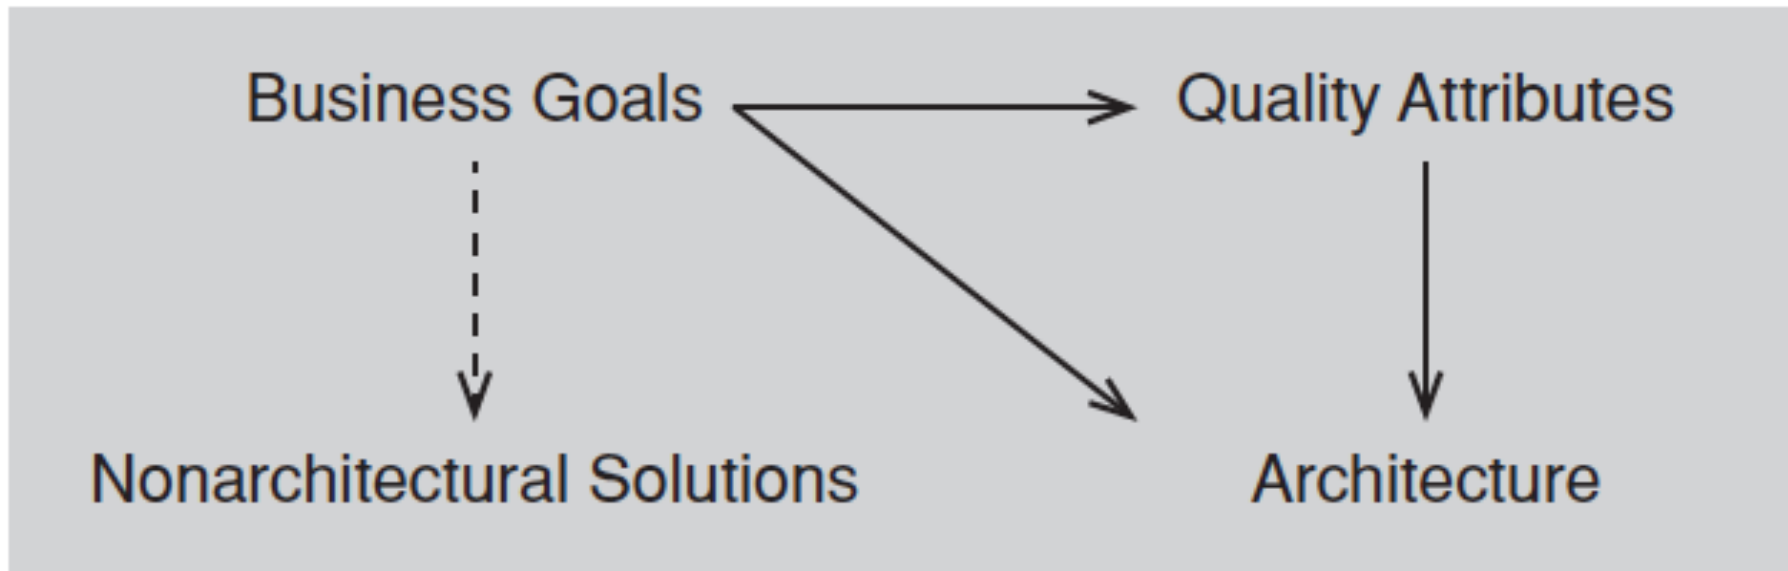 Business Goals
Quality Attributes
Nonarchitectural Solutions
Architecture